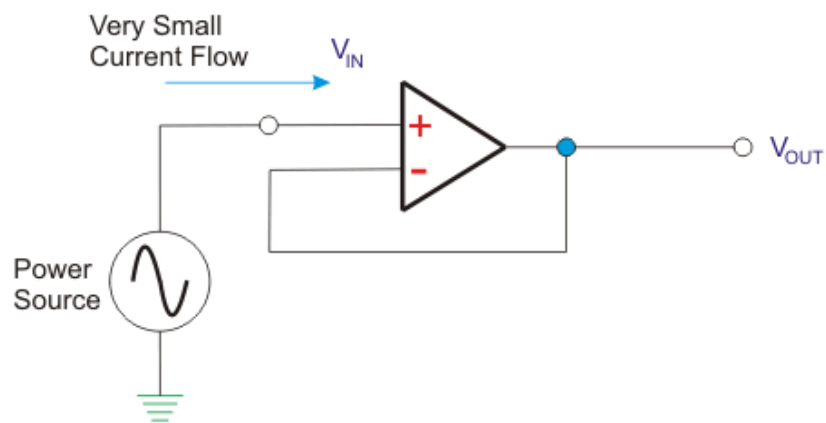 Very Small
Current Flow
VIN
+
-
VOUT
Power
Source